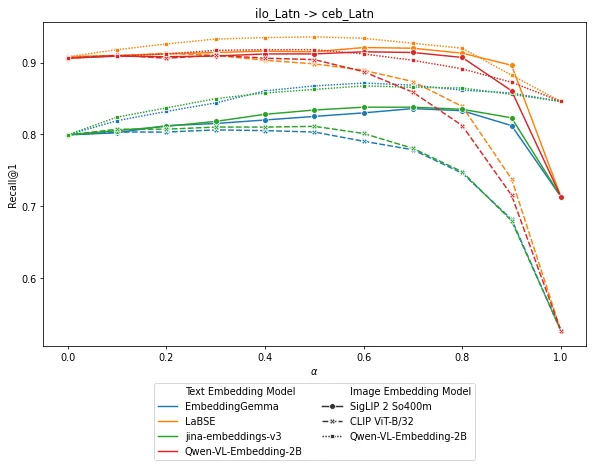 ilo_Latn -> ceb_Latn
Recall@1
0.9
0.8
0.7
0.6
0.0
0.2
0.4
0.6
0.8
1.0
α
Text Embedding Model
EmbeddingGemma
LaBSE
jina-embeddings-v3
Qwen-VL-Embedding-2B
Image Embedding Model
SigLIP 2 So400m
CLIP ViT-B/32
Qwen-VL-Embedding-2B